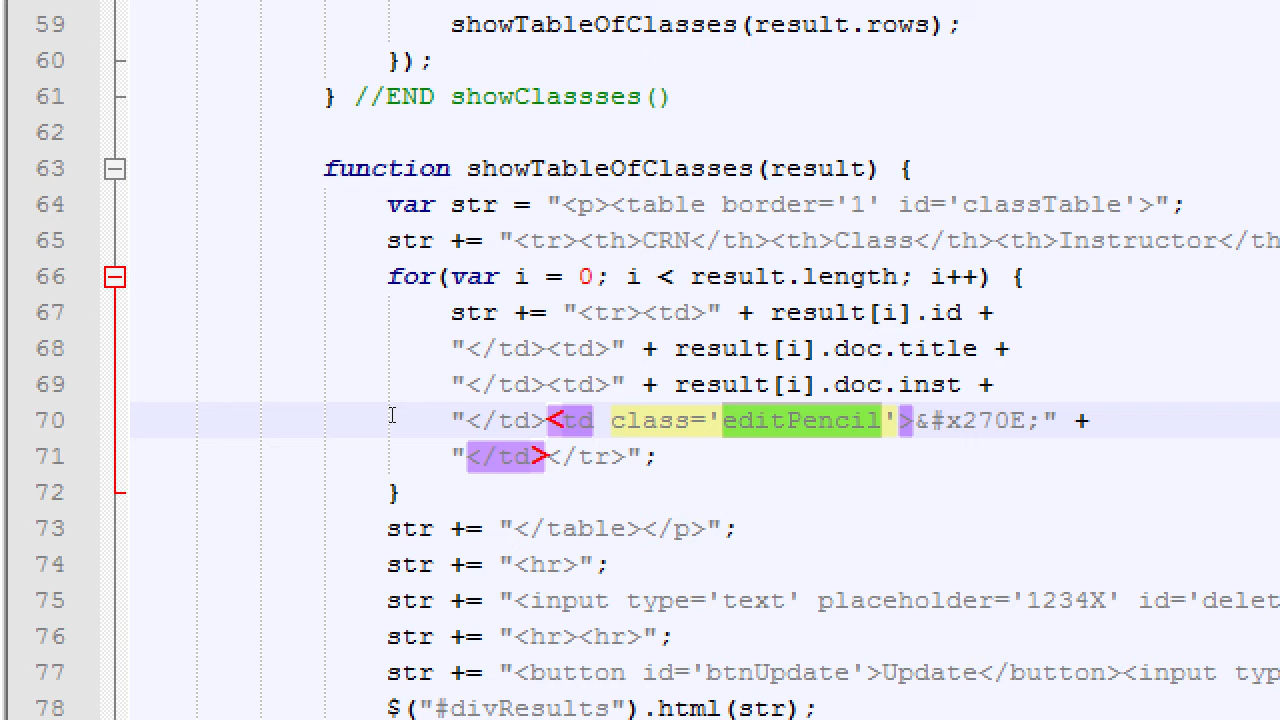 59 showTableOfClasses(result.rows);
60 });
61 } //END showClassses()
62
63 function showTableOfClasses(result) {
64 var str = "<p><table border='1' id='classTable'>";
65 str += "<tr><th>CRN</th><th>Class</th><th>Instructor</th
66 for(var i = 0; i < result.length; i++) {
67 str += "<tr><td>" + result[i].id +
68 "</td><td>" + result[i].doc.title +
69 "</td><td>" + result[i].doc.inst +
70 "</td><td class='editPencil'>&#x270E;" +
71 "</td></tr>";
72 }
73 str += "</table></p>";
74 str += "<hr>";
75 str += "<input type='text' placeholder='1234X' id='delet
76 str += "<hr><hr>";
77 str += "<button id='btnUpdate'>Update</button><input typ
78 $("#divResults").html(str);